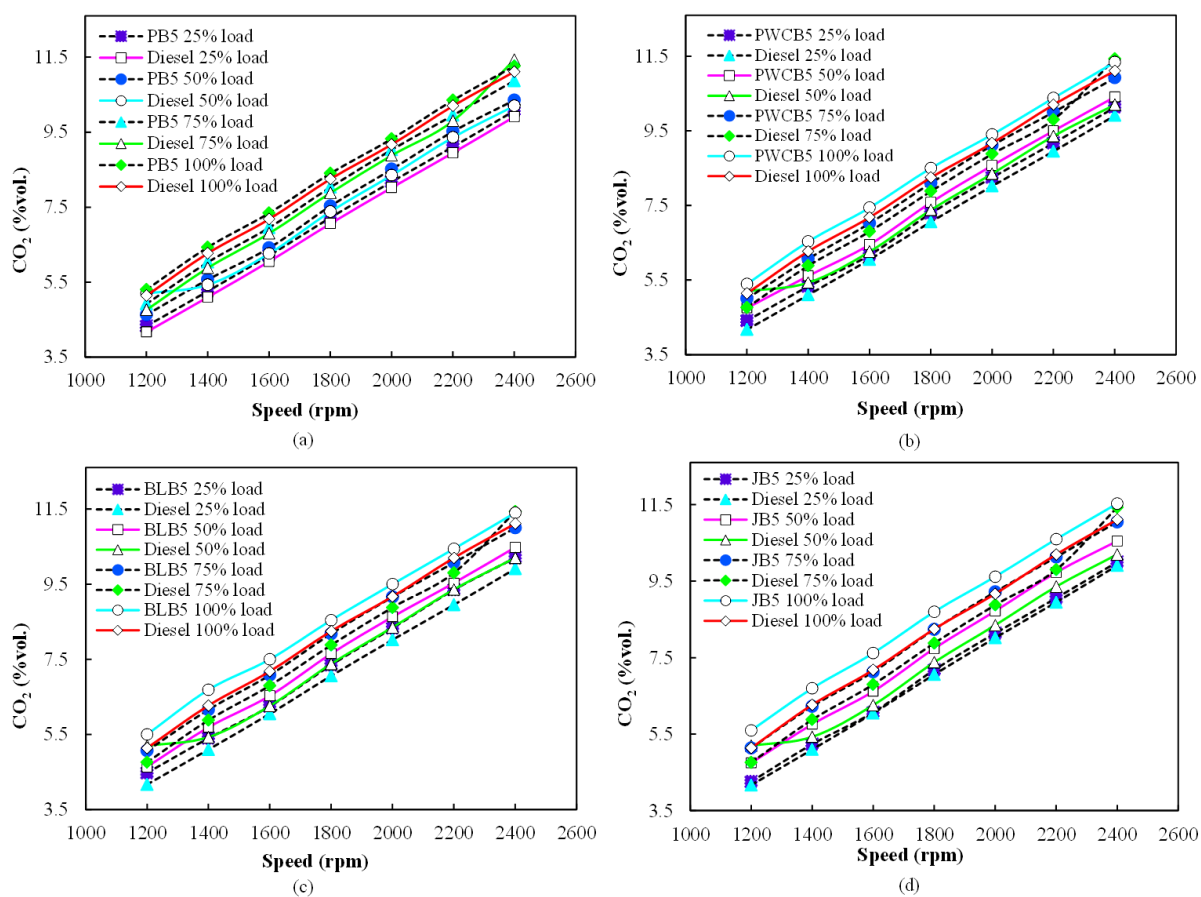 PB5 25% load
Diesel 25% load
PB5 50% load
Diesel 50% load
PB5 75% load
Diesel 75% load
PB5 100% load
Diesel 100% load
11.5
9.5
7.5
5.5
3.5
CO2 (%vol.)
1000 1200 1400 1600 1800 2000 2200 2400 2600
Speed (rpm)
(a)
PWCB5 25% load
Diesel 25% load
PWCB5 50% load
Diesel 50% load
PWCB5 75% load
Diesel 75% load
PWCB5 100% load
Diesel 100% load
11.5
9.5
7.5
5.5
3.5
CO2 (%vol.)
1000 1200 1400 1600 1800 2000 2200 2400 2600
Speed (rpm)
(b)
BLB5 25% load
Diesel 25% load
BLB5 50% load
Diesel 50% load
BLB5 75% load
Diesel 75% load
BLB5 100% load
Diesel 100% load
11.5
9.5
7.5
5.5
3.5
CO2 (%vol.)
1000 1200 1400 1600 1800 2000 2200 2400 2600
Speed (rpm)
(c)
JB5 25% load
Diesel 25% load
JB5 50% load
Diesel 50% load
JB5 75% load
Diesel 75% load
JB5 100% load
Diesel 100% load
11.5
9.5
7.5
5.5
3.5
CO2 (%vol.)
1000 1200 1400 1600 1800 2000 2200 2400 2600
Speed (rpm)
(d)